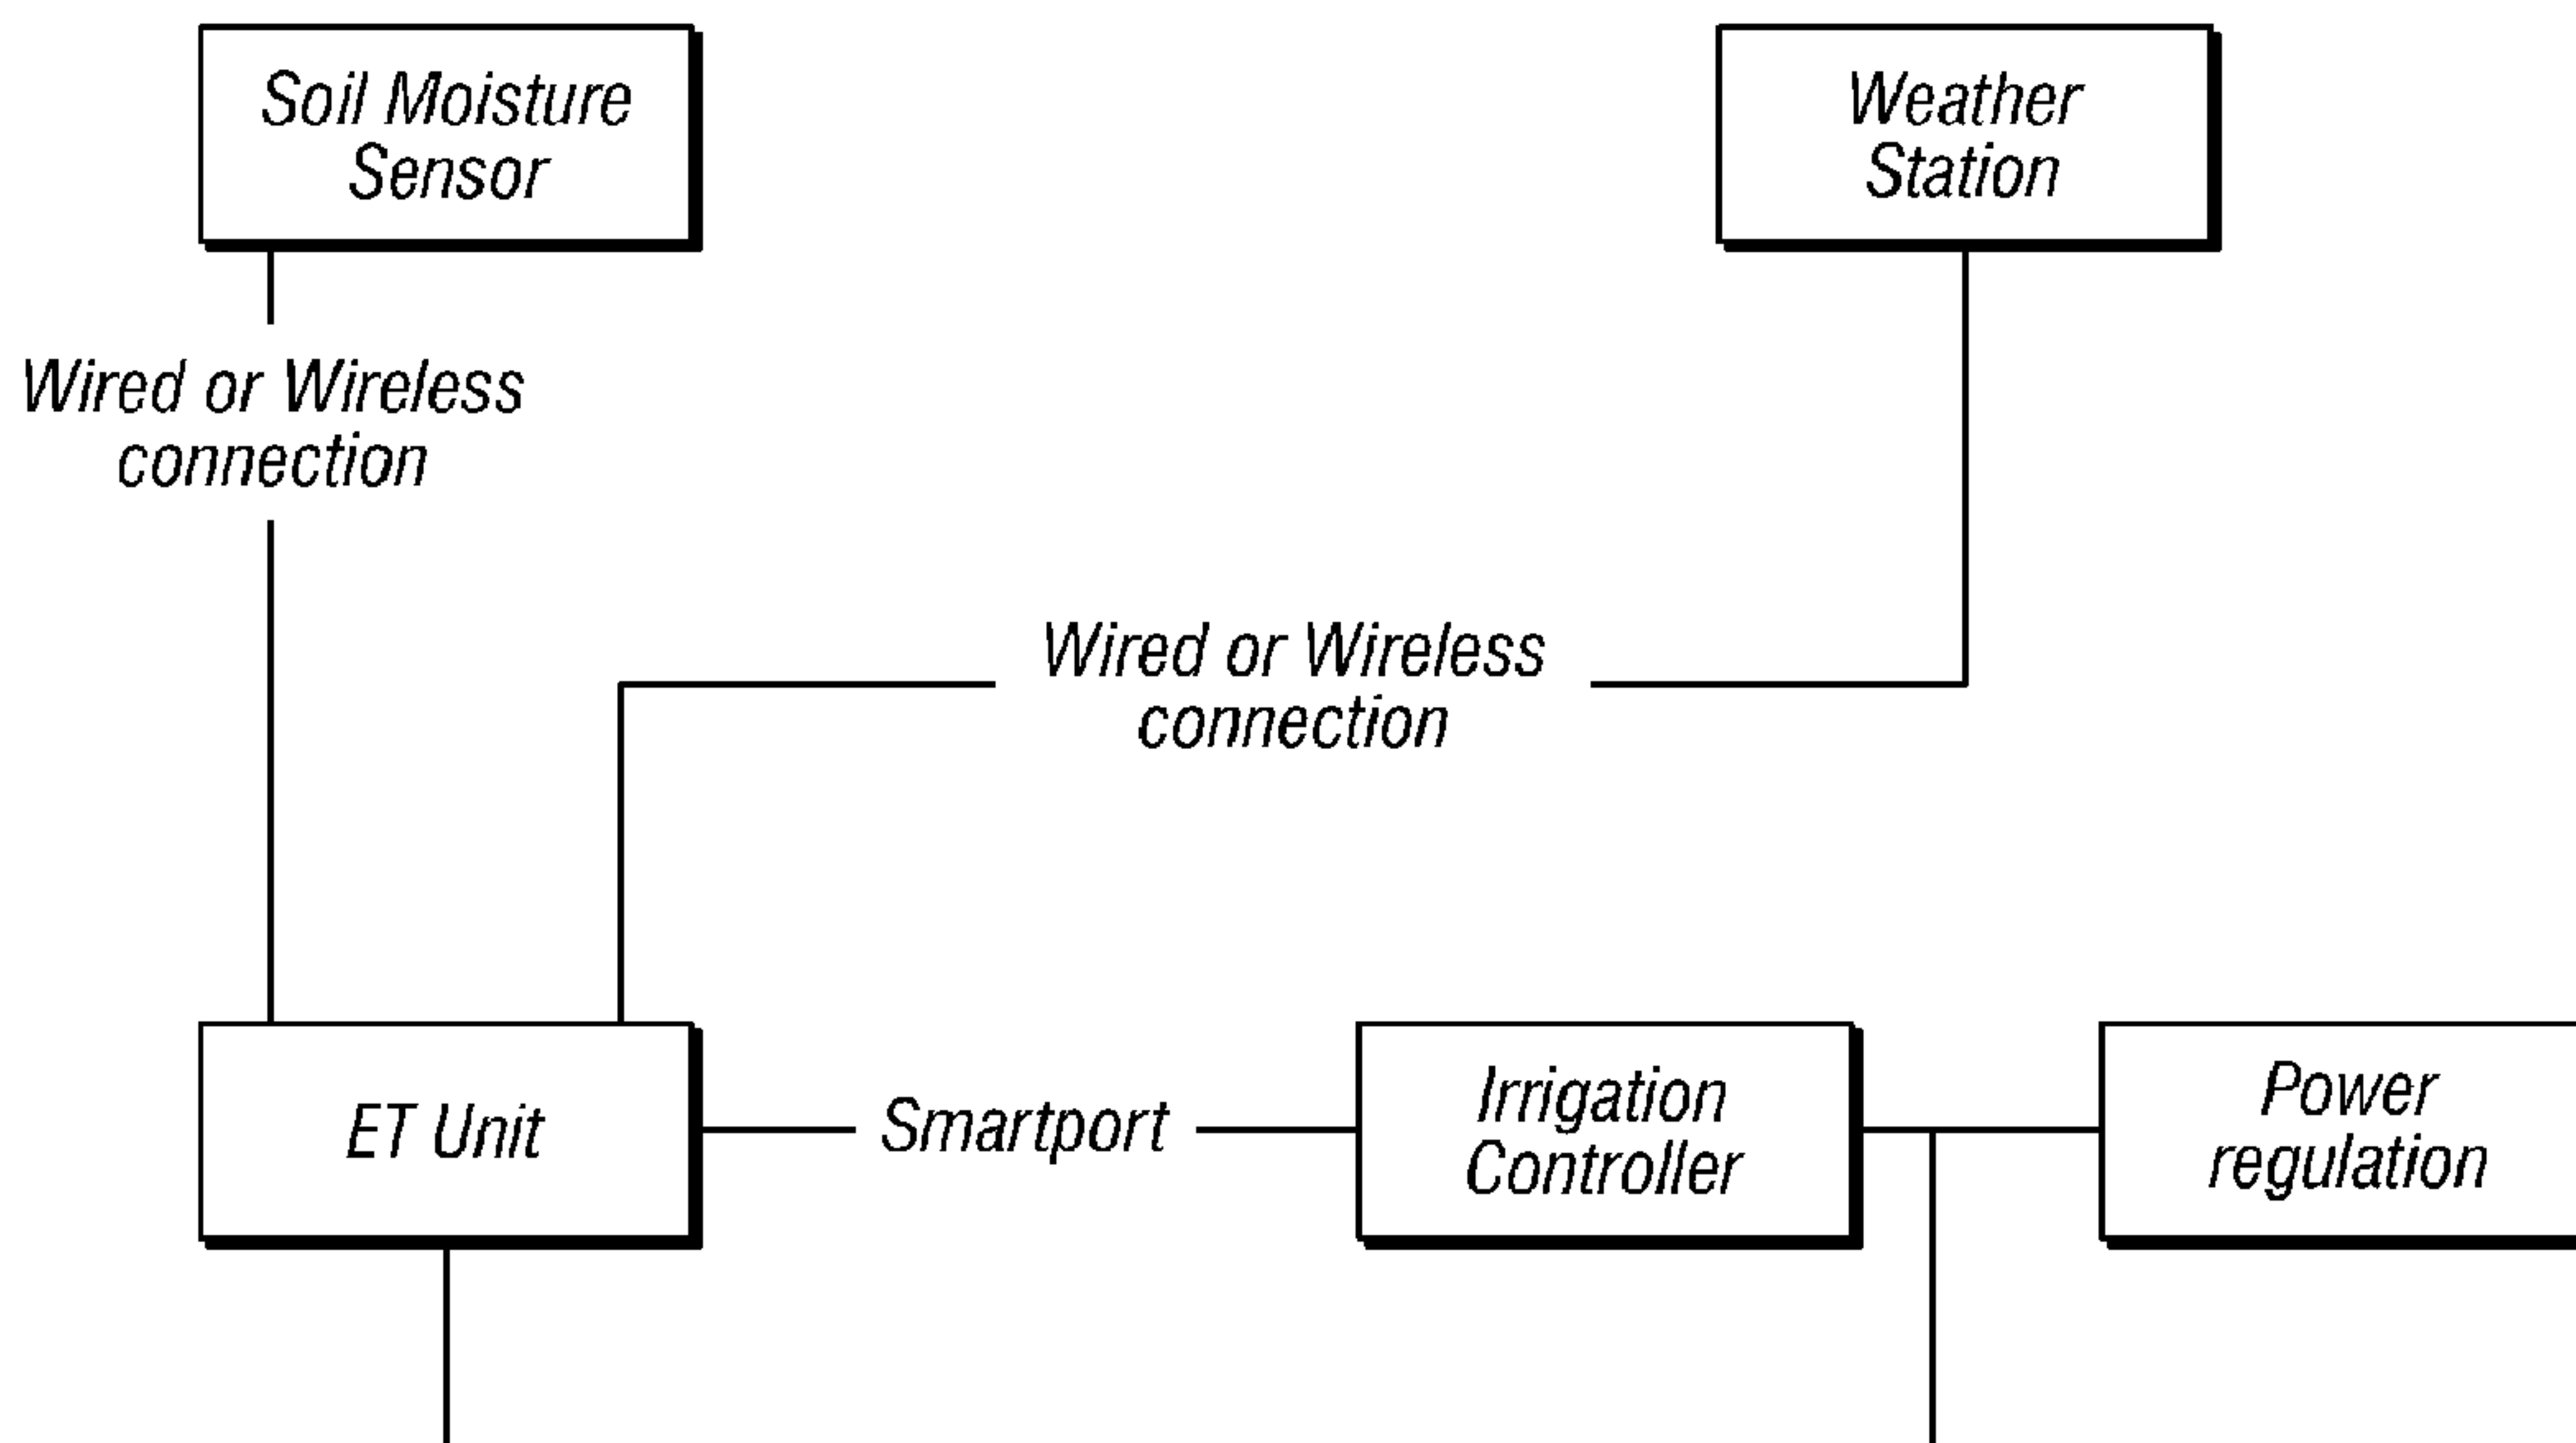 Soil Moisture
Sensor
Weather
Station
Wired or Wireless
connection
Wired or Wireless
connection
ET Unit
Smartport
Irrigation
Controller
Power
regulation